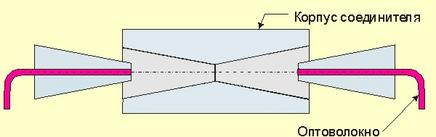 Корпус соединителя
Оптоволокно